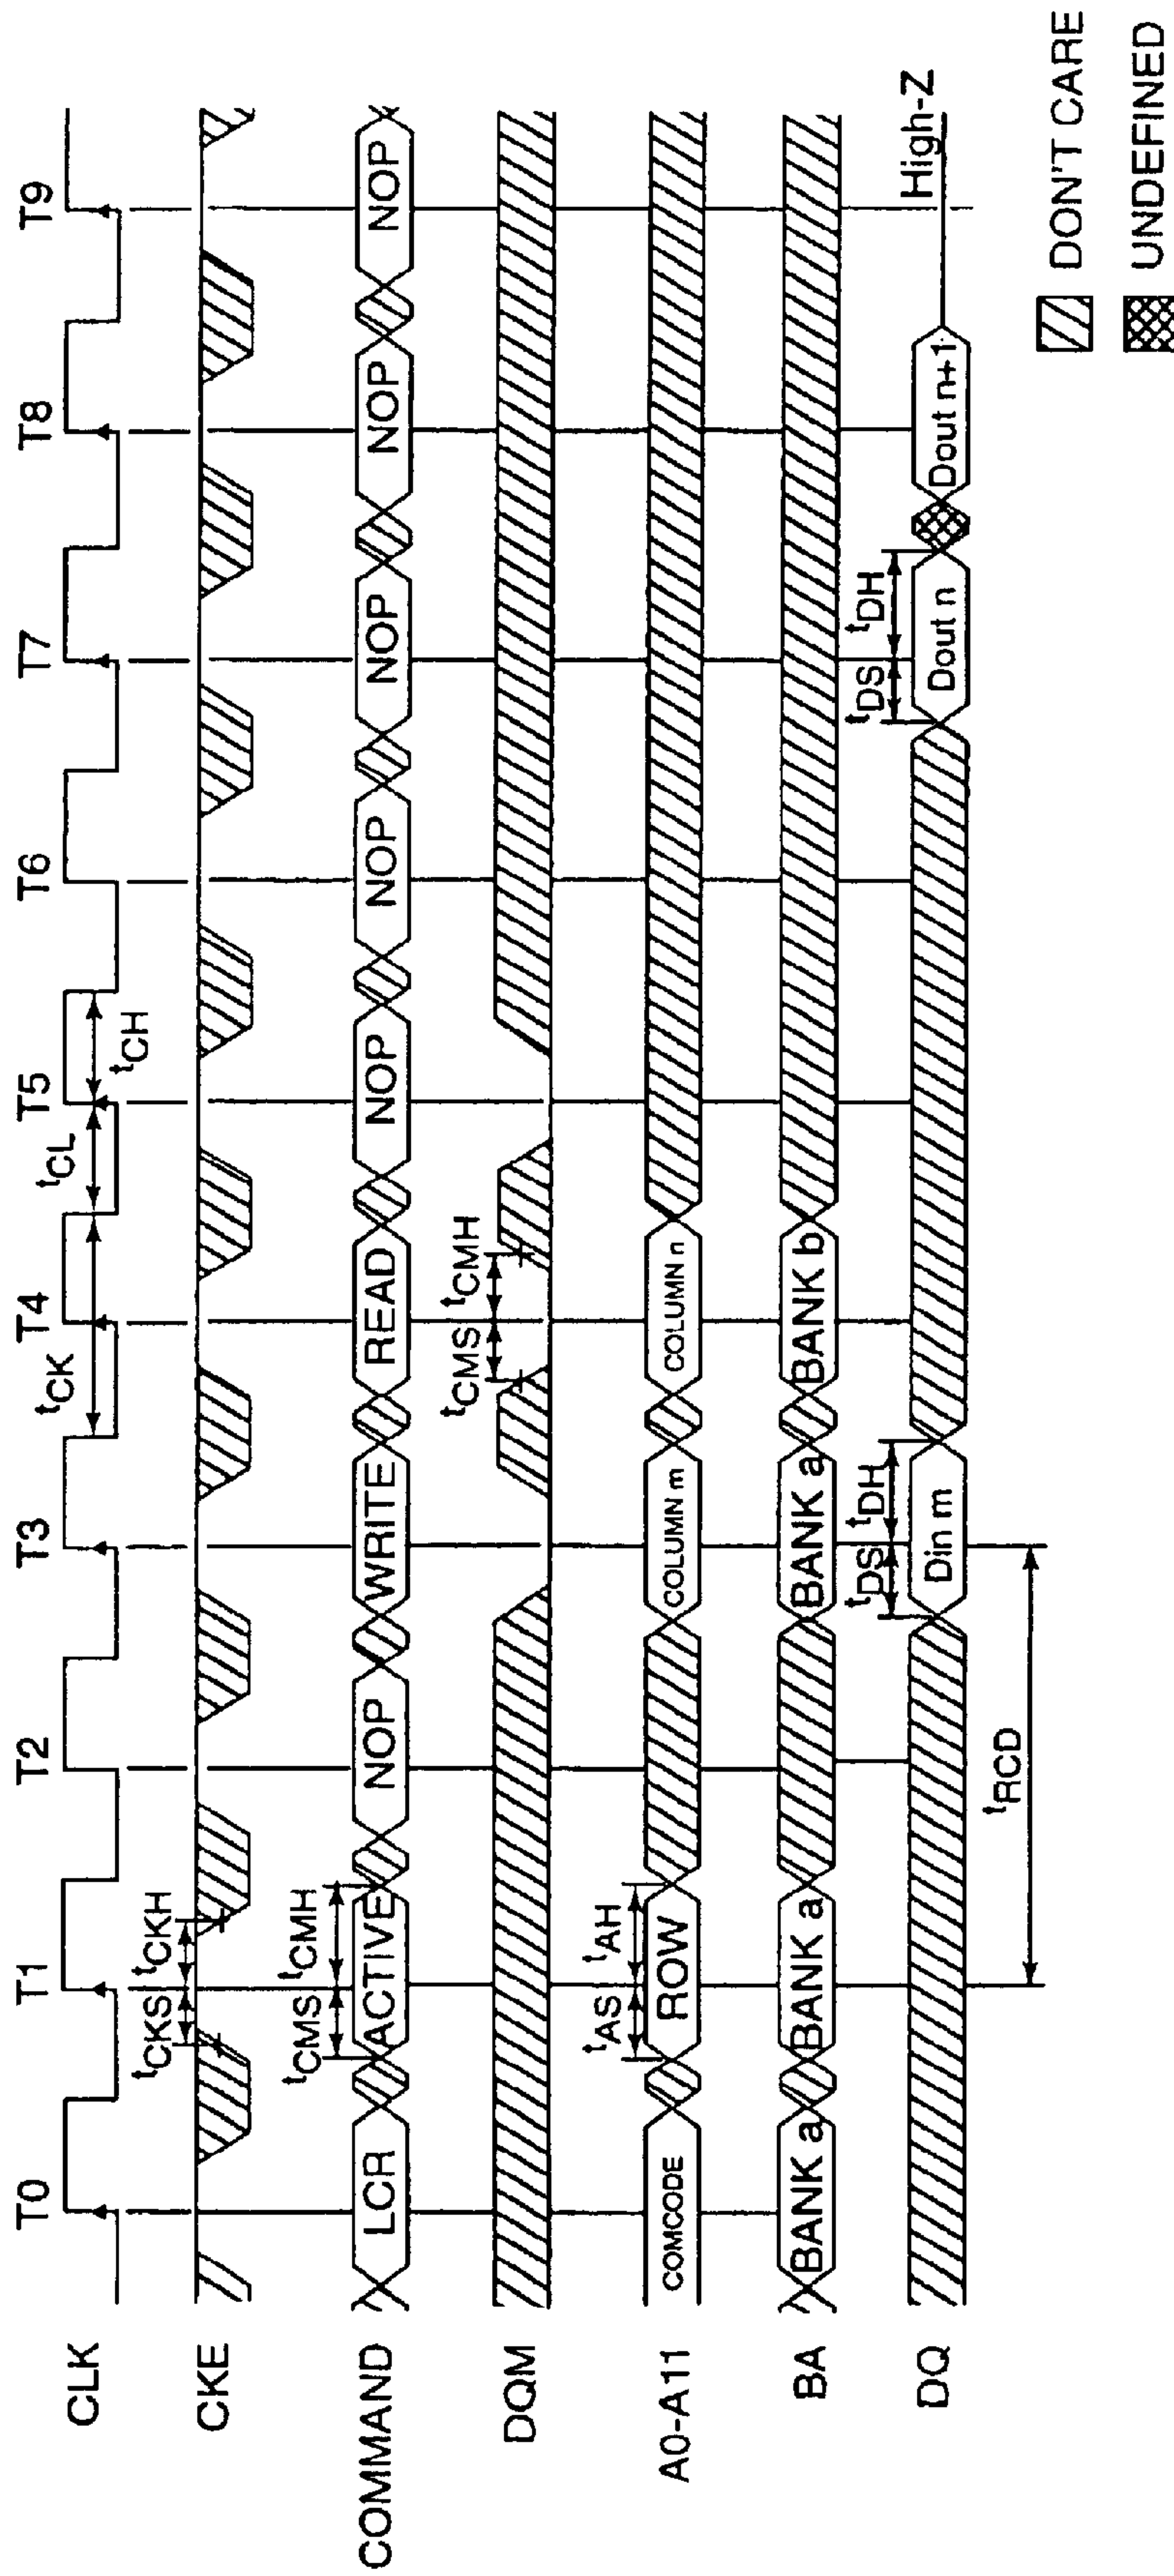 T0 T1 T2 T3 T4 T5 T6 T7 T8 T9
CLK
tCK tCL tCH
CKE
tCKS tCKH
COMMAND
LCR ACTIVE NOP WRITE READ NOP NOP NOP NOP NOP
tCMS tCMH
DQM
tCMS tCMH
A0-A11
COMCODE ROW COLUMN m COLUMN n
tAS tAH
BA
BANK a BANK a BANK a BANK b
DQ
tDS tDH tDS tDH
Din m Dout n Dout n+1 High-Z
tRCD
DON'T CARE
UNDEFINED